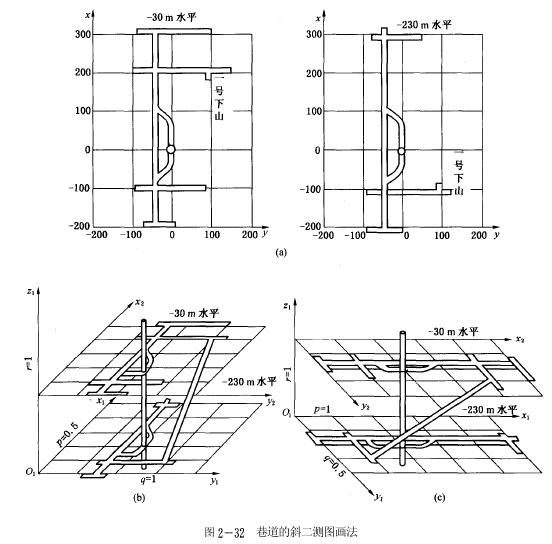 -30 m 水平
x
300
200
100
0
-100
-200
-200 -100 0 100 200
y
一号下山
-230 m 水平
x
300
200
100
0
-100
-200
-200 -100 0 100 200
y
一号下山
(a)
z₁
x₂
-30 m 水平
r=1
-230 m 水平
x₁
y₂
p=0.5
O₁
q=1
y₁
(b)
z₁
-30 m 水平
x₂
r=1
y₂
O₁
p=1
-230 m 水平
x₁
q=0.5
y₁
(c)
图 2-32 巷道的斜二测图画法